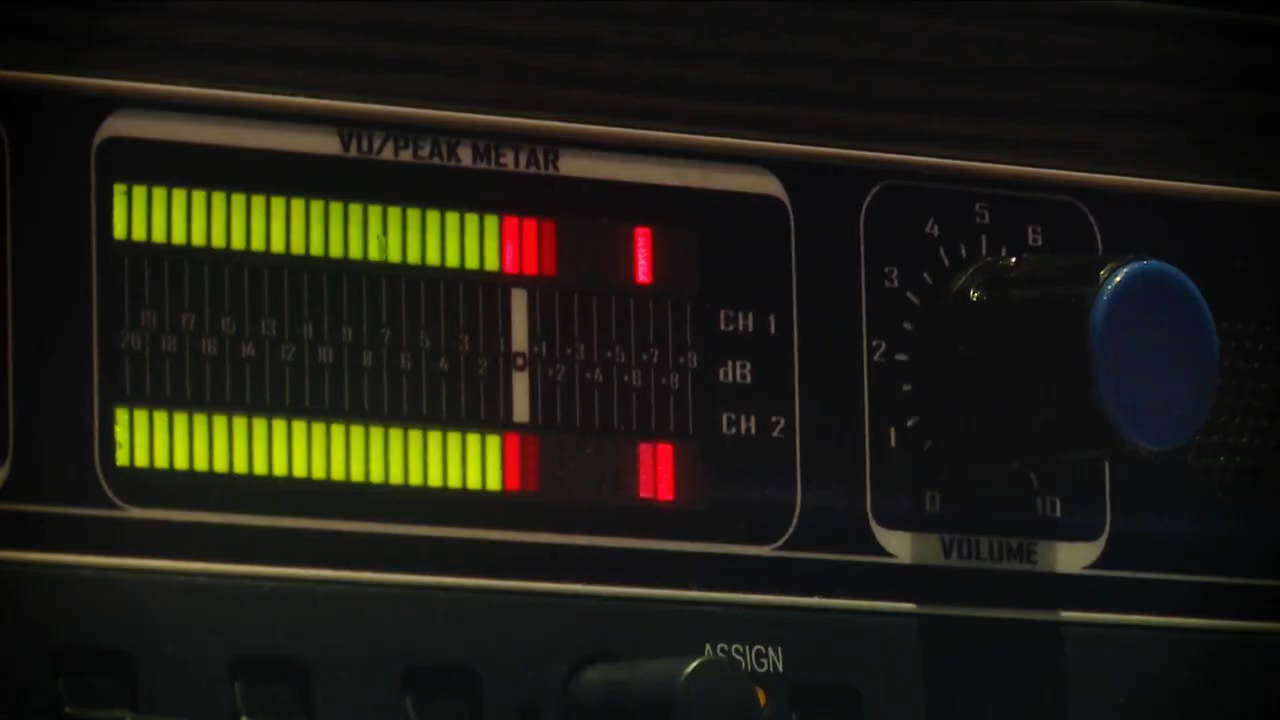 VU/PEAK METAR
19 17 15 13 11 9 7 5 3 1 +1 +3 +5 +7 +9
20 18 16 14 12 10 8 6 4 2 0 +2 +4 +6 +8
CH 1
dB
CH 2
0 1 2 3 4 5 6 10
VOLUME
ASSIGN